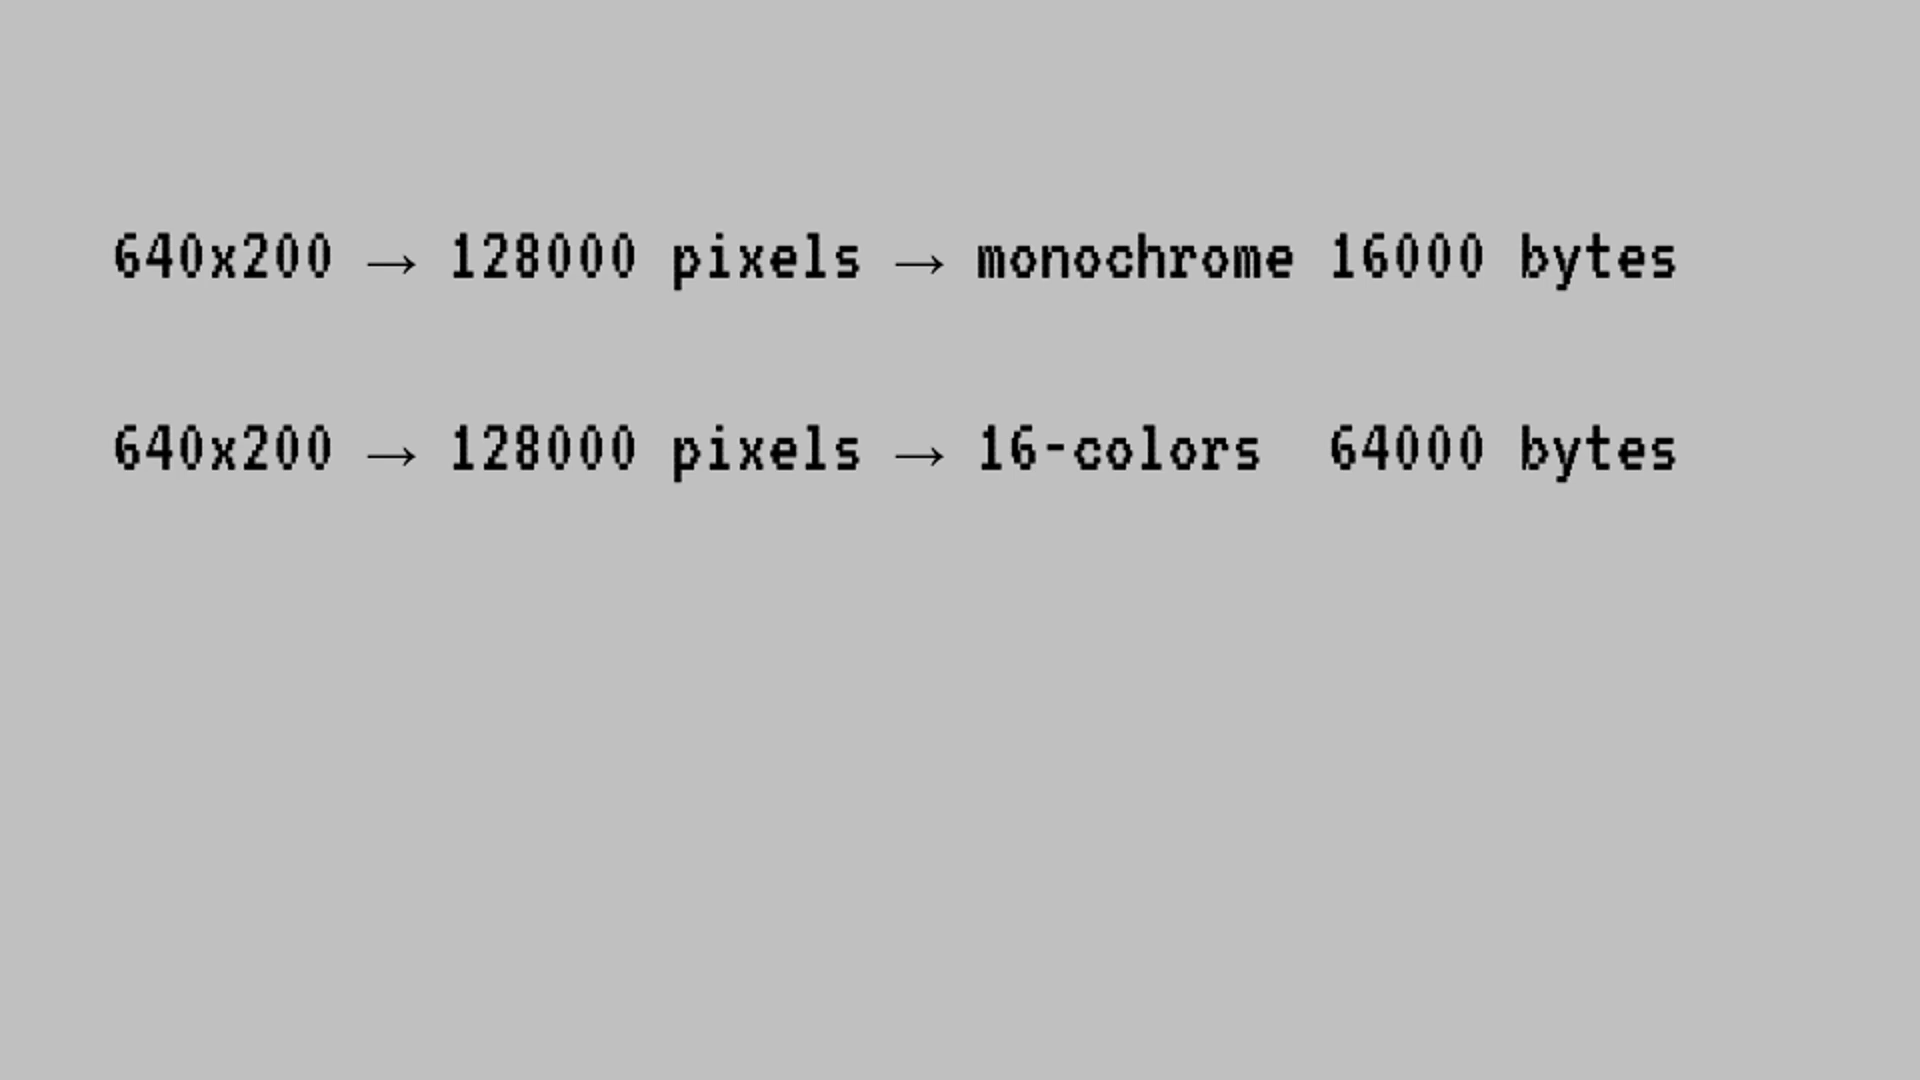 640x200 → 128000 pixels → monochrome 16000 bytes
640x200 → 128000 pixels → 16-colors  64000 bytes